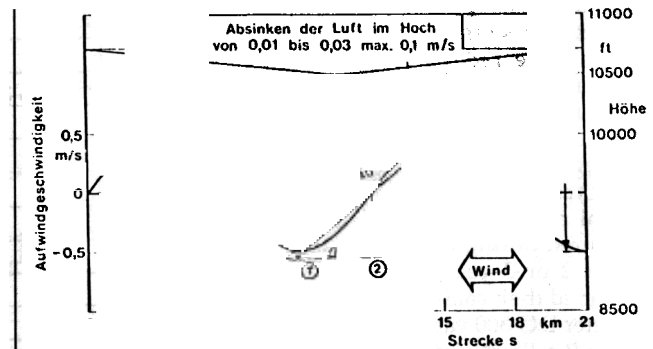 Absinken der Luft im Hoch
von 0,01 bis 0,03 max. 0,1 m/s
11000
ft
10500
Höhe
10000
8500
Aufwindgeschwindigkeit
0,5
m/s
0
-0,5
1
2
Wind
15
18
km
21
Strecke s